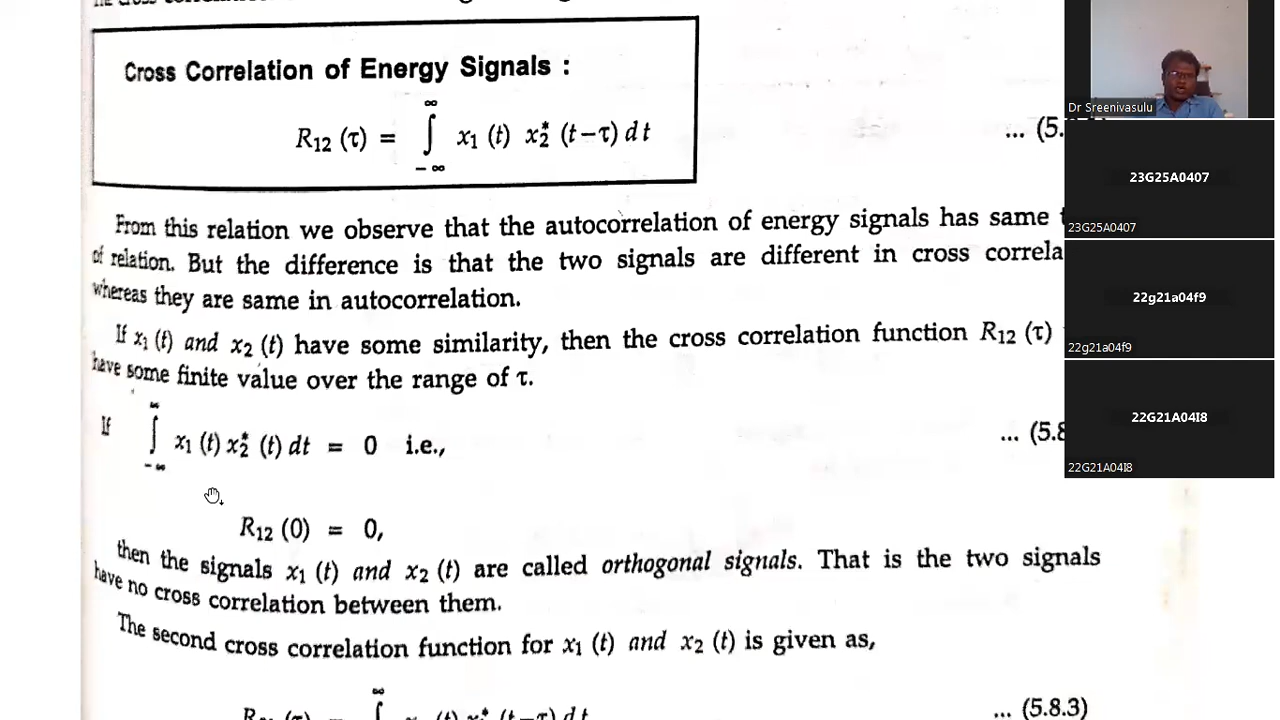 Cross Correlation of Energy Signals :
R₁₂ (τ) = ∫_{-∞}^{∞} x₁ (t) x₂* (t−τ) dt ... (5.
From this relation we observe that the autocorrelation of energy signals has same
of relation. But the difference is that the two signals are different in cross correla
whereas they are same in autocorrelation.
If x₁ (t) and x₂ (t) have some similarity, then the cross correlation function R₁₂ (τ)
have some finite value over the range of τ.
If ∫_{-∞}^{∞} x₁ (t) x₂* (t) dt = 0 i.e., ... (5.8
R₁₂ (0) = 0,
then the signals x₁ (t) and x₂ (t) are called orthogonal signals. That is the two signals
have no cross correlation between them.
The second cross correlation function for x₁ (t) and x₂ (t) is given as,
(t−τ) dt ... (5.8.3)
Dr Sreenivasulu
23G25A0407
23G25A0407
22g21a04f9
22g21a04f9
22G21A04I8
22G21A04I8